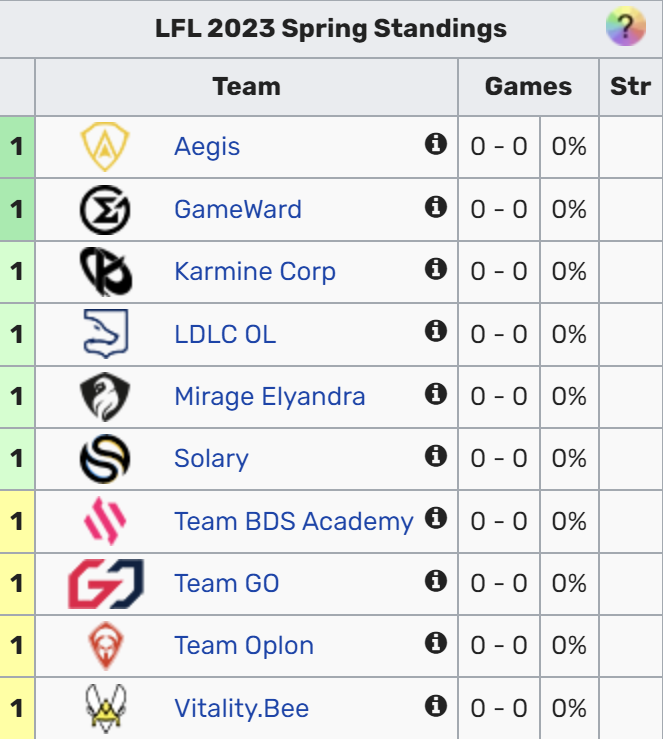 LFL 2023 Spring Standings ?
Team Games Str
1 Aegis 0 - 0 0%
1 GameWard 0 - 0 0%
1 Karmine Corp 0 - 0 0%
1 LDLC OL 0 - 0 0%
1 Mirage Elyandra 0 - 0 0%
1 Solary 0 - 0 0%
1 Team BDS Academy 0 - 0 0%
1 Team GO 0 - 0 0%
1 Team Oplon 0 - 0 0%
1 Vitality.Bee 0 - 0 0%